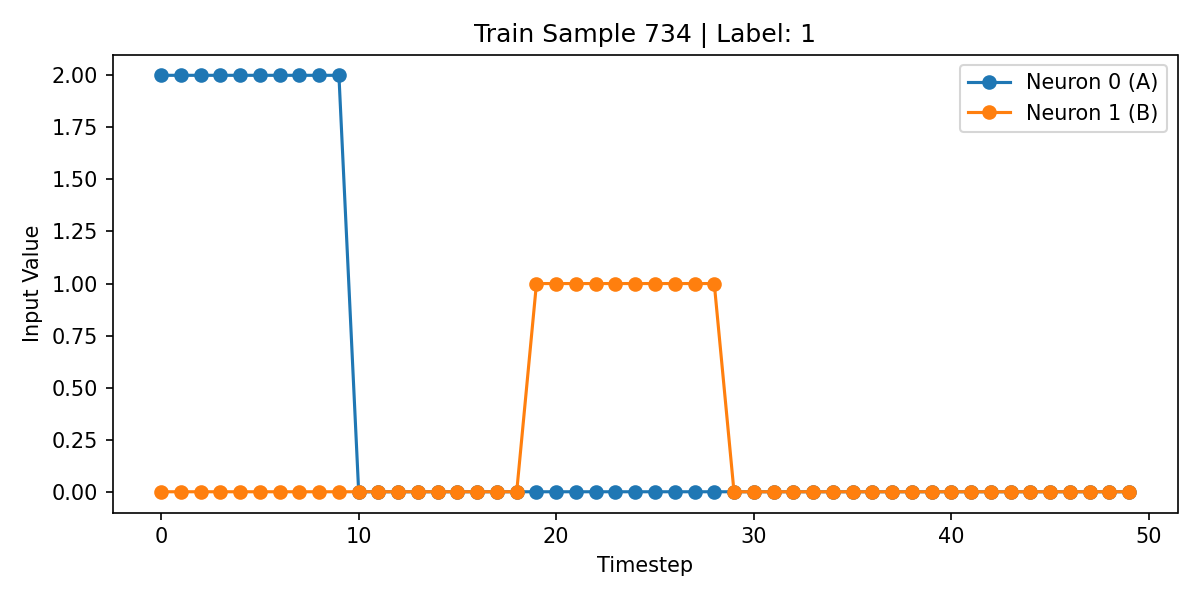 Train Sample 734 | Label: 1
Neuron 0 (A)
Neuron 1 (B)
Input Value
2.00
1.75
1.50
1.25
1.00
0.75
0.50
0.25
0.00
0 10 20 30 40 50
Timestep